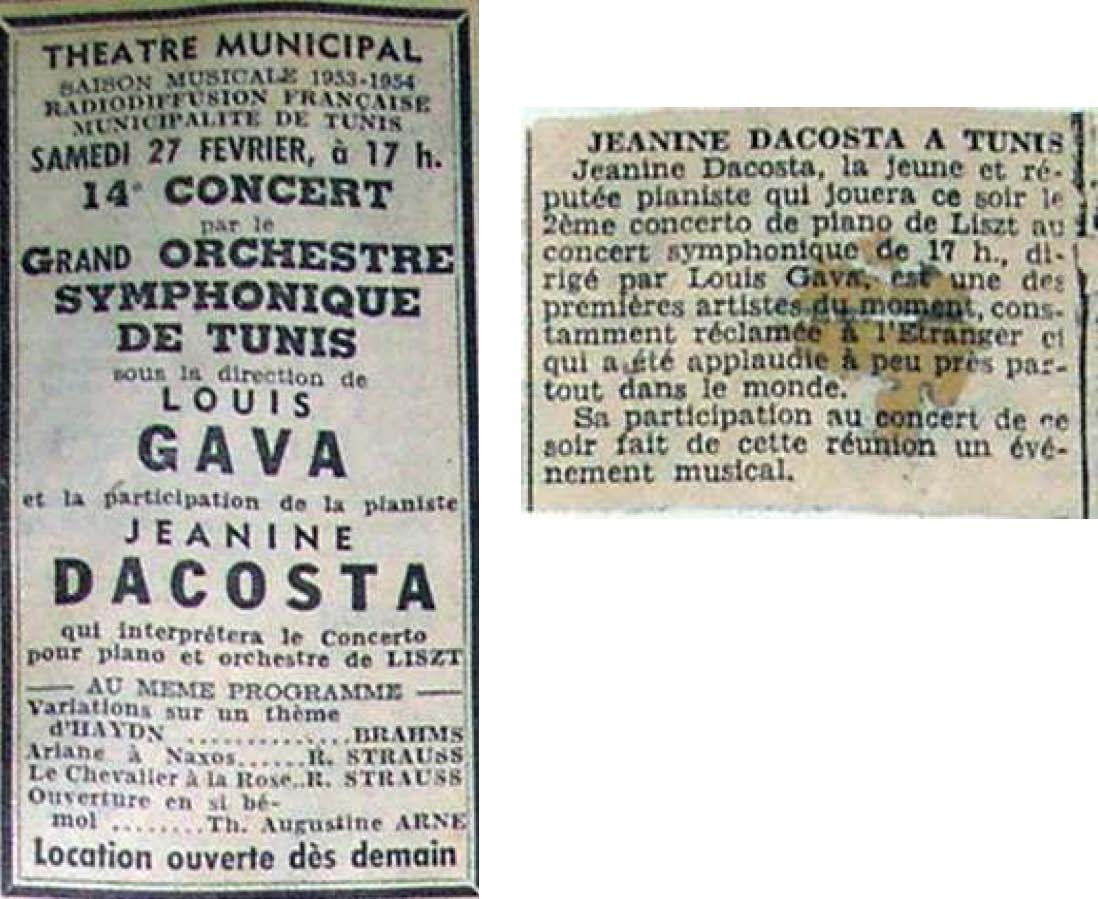 THEATRE MUNICIPAL
SAISON MUSICALE 1953-1954
RADIODIFFUSION FRANÇAISE
MUNICIPALITE DE TUNIS
SAMEDI 27 FEVRIER, à 17 h.
14e CONCERT
par le
GRAND ORCHESTRE
SYMPHONIQUE
DE TUNIS
sous la direction de
LOUIS
GAVA
et la participation de la pianiste
JEANINE
DACOSTA
qui interprétera le Concerto
pour piano et orchestre de LISZT
AU MEME PROGRAMME
Variations sur un thème
d'HAYDN ..............BRAHMS
Ariane à Naxos......R. STRAUSS
Le Chevalier à la Rose..R. STRAUSS
Ouverture en si bé-
mol ........Th. Augustine ARNE
Location ouverte dès demain
JEANINE DACOSTA A TUNIS
Jeanine Dacosta, la jeune et ré-
putée pianiste qui jouera ce soir le
2ème concerto de piano de Liszt au
concert symphonique de 17 h., di-
rigé par Louis Gava, est une des
premières artistes du moment, cons-
tamment réclamée à l'Etranger et
qui a été applaudie à peu près par-
tout dans le monde.
Sa participation au concert de ce
soir fait de cette réunion un évé-
nement musical.